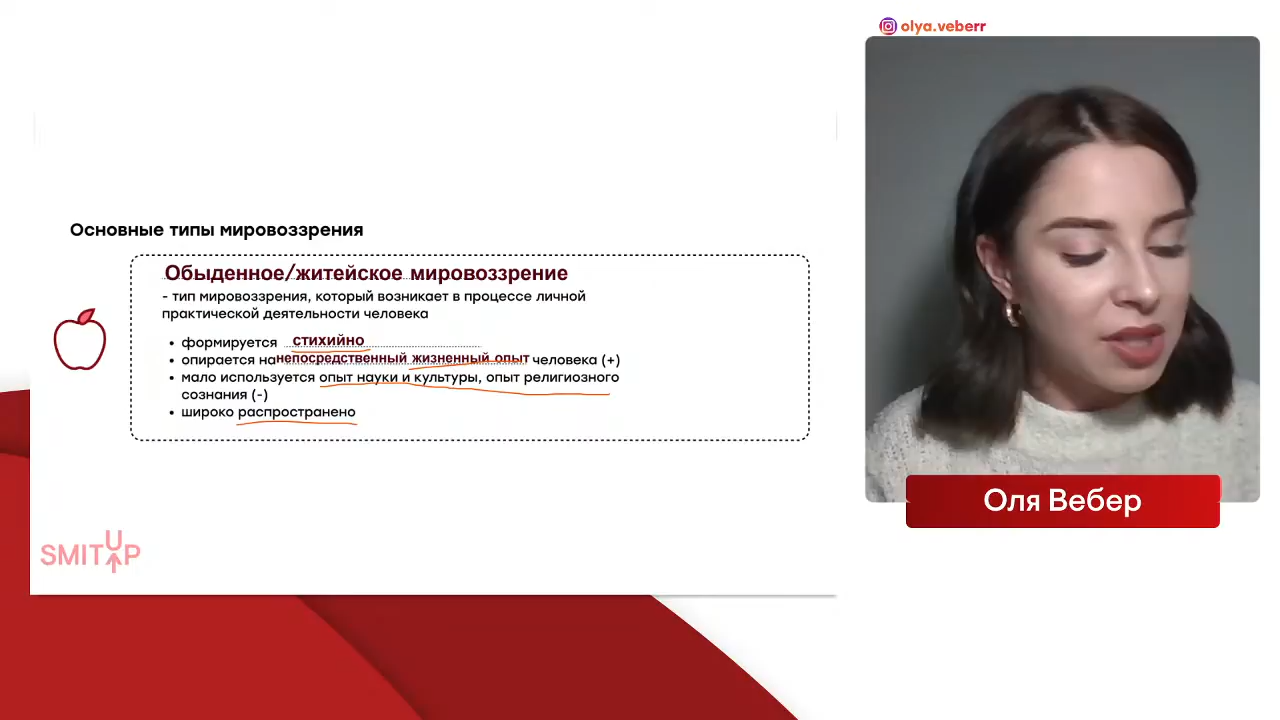 olya.veberr
Основные типы мировоззрения
Обыденное/житейское мировоззрение
- тип мировоззрения, который возникает в процессе личной
практической деятельности человека
• формируется стихийно
• опирается на непосредственный жизненный опыт человека (+)
• мало используется опыт науки и культуры, опыт религиозного
сознания (-)
• широко распространено
Оля Вебер
SMITUP